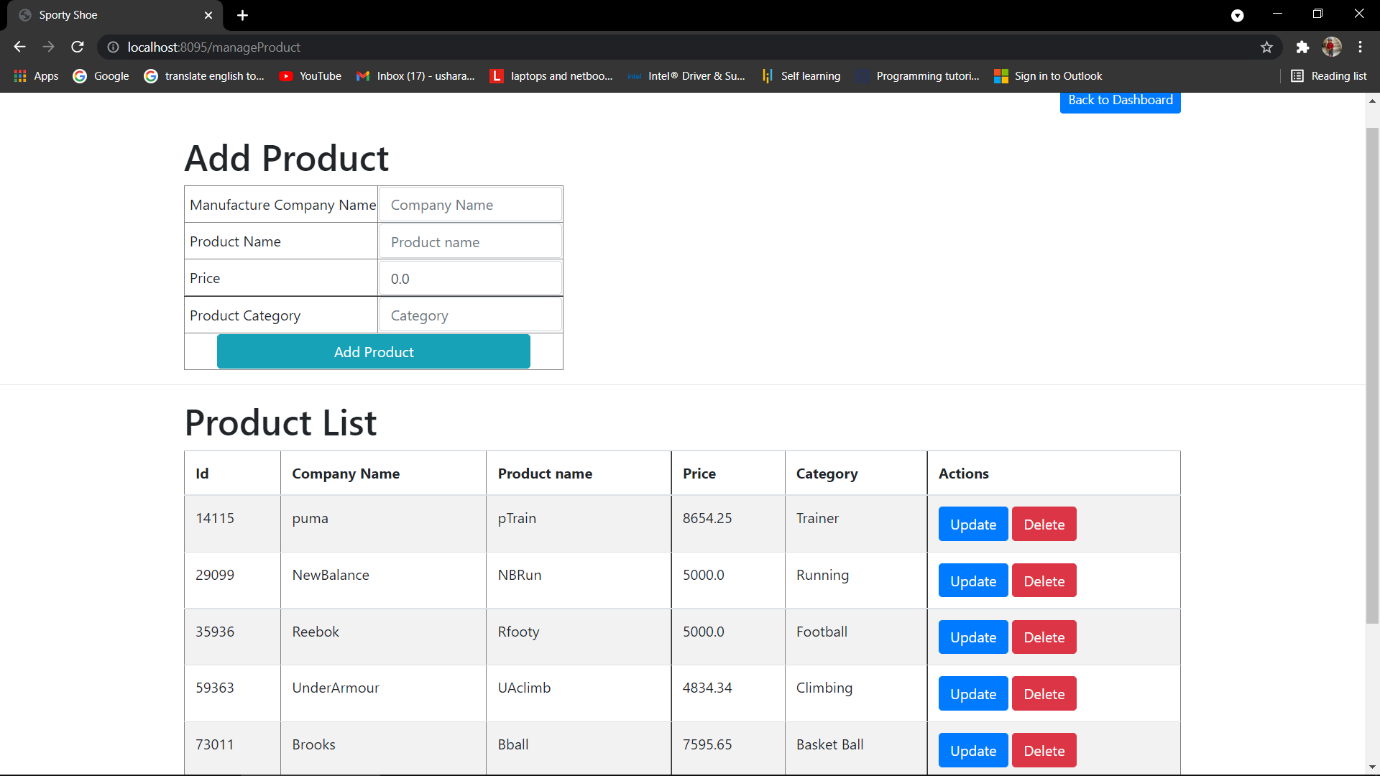 Sporty Shoe
localhost:8095/manageProduct
Apps Google translate english to... YouTube Inbox (17) - ushara... laptops and netboo... intel Intel® Driver & Su... Self learning Programming tutori... Sign in to Outlook Reading list
Back to Dashboard
Add Product
Manufacture Company Name Company Name
Product Name Product name
Price 0.0
Product Category Category
Add Product
Product List
Id Company Name Product name Price Category Actions
14115 puma pTrain 8654.25 Trainer Update Delete
29099 NewBalance NBRun 5000.0 Running Update Delete
35936 Reebok Rfooty 5000.0 Football Update Delete
59363 UnderArmour UAclimb 4834.34 Climbing Update Delete
73011 Brooks Bball 7595.65 Basket Ball Update Delete